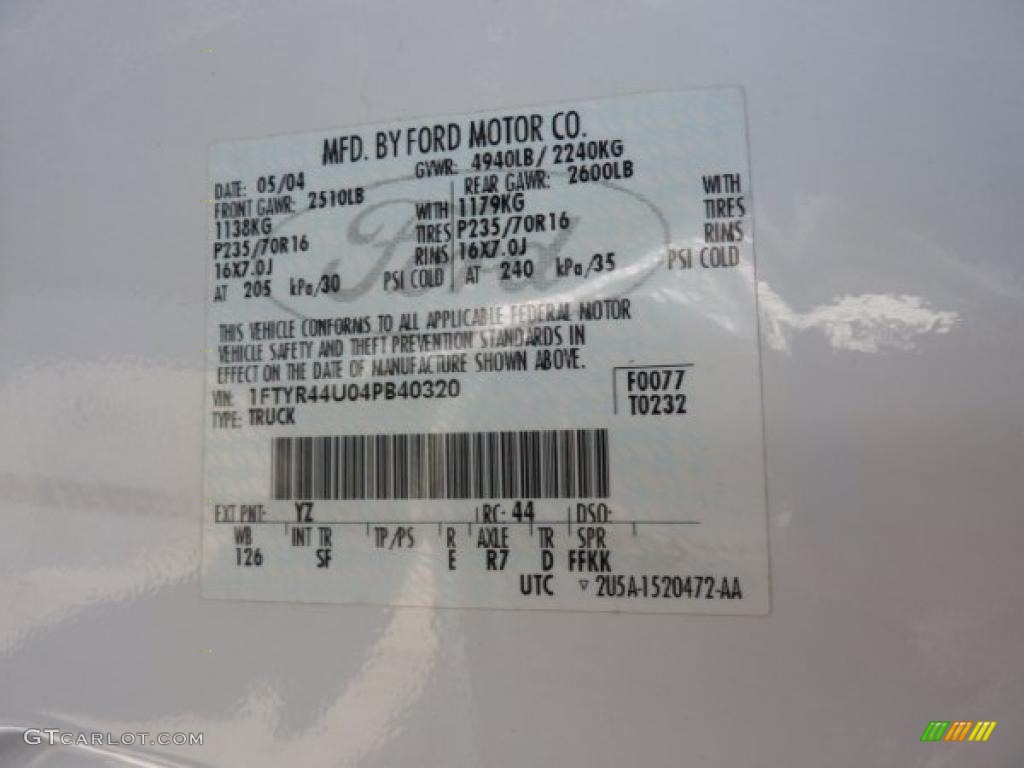 MFD. BY FORD MOTOR CO.
DATE: 05/04 GVWR: 4940LB / 2240KG
FRONT GAWR: 2510LB REAR GAWR: 2600LB
1138KG WITH 1179KG WITH
P235/70R16 TIRES P235/70R16 TIRES
16X7.0J RIMS 16X7.0J RIMS
AT 205 kPa/30 PSI COLD AT 240 kPa/35 PSI COLD
Ford
THIS VEHICLE CONFORMS TO ALL APPLICABLE FEDERAL MOTOR
VEHICLE SAFETY AND THEFT PREVENTION STANDARDS IN
EFFECT ON THE DATE OF MANUFACTURE SHOWN ABOVE.
VIN: 1FTYR44U04PB40320 F0077
TYPE: TRUCK T0232
EXT PNT: YZ RC: 44 DSO:
WB INT TR TP/PS R AXLE TR SPR
126 SF E R7 D FFKK
UTC ▽ 2U5A-1520472-AA
GTCARLOT.COM